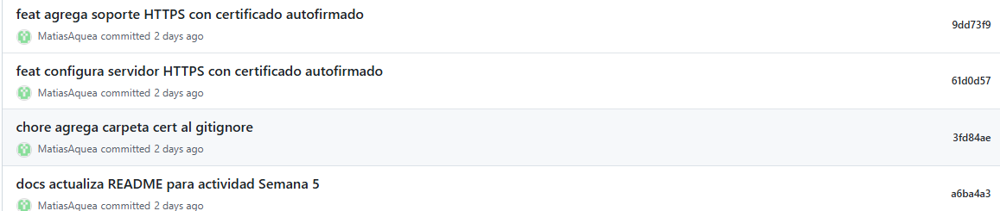 feat agrega soporte HTTPS con certificado autofirmado
MatiasAquea committed 2 days ago
9dd73f9
feat configura servidor HTTPS con certificado autofirmado
MatiasAquea committed 2 days ago
61d0d57
chore agrega carpeta cert al gitignore
MatiasAquea committed 2 days ago
3fd84ae
docs actualiza README para actividad Semana 5
MatiasAquea committed 2 days ago
a6ba4a3